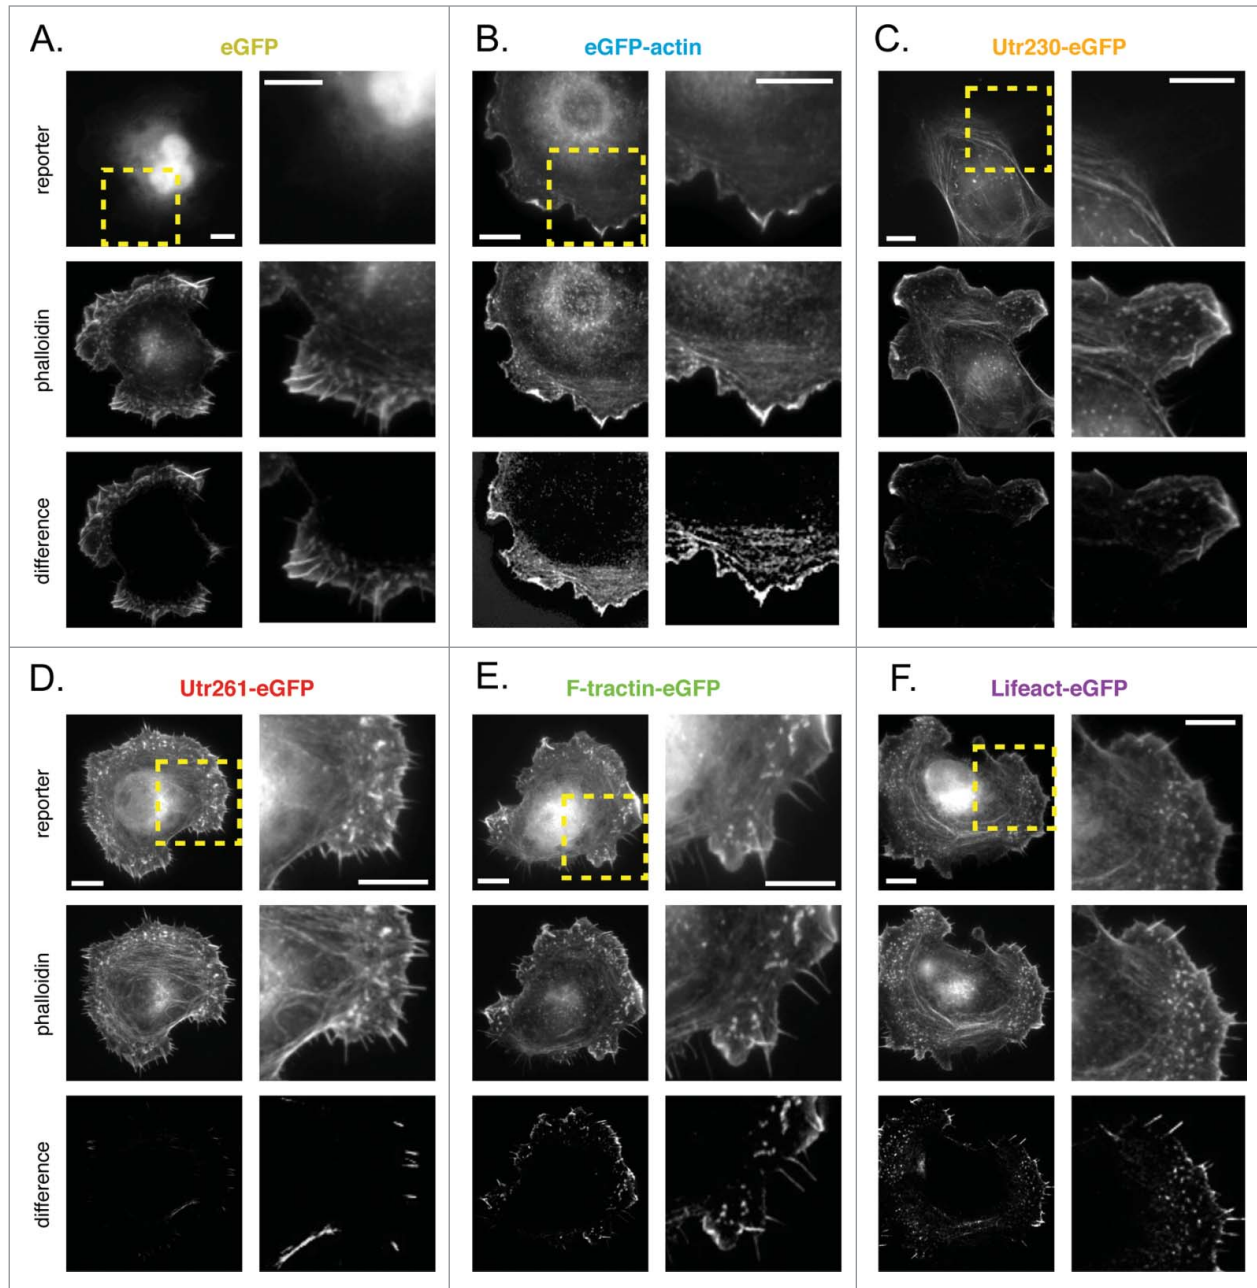 A.
eGFP
reporter
phalloidin
difference
B.
eGFP-actin
C.
Utr230-eGFP
D.
Utr261-eGFP
reporter
phalloidin
difference
E.
F-tractin-eGFP
F.
Lifeact-eGFP